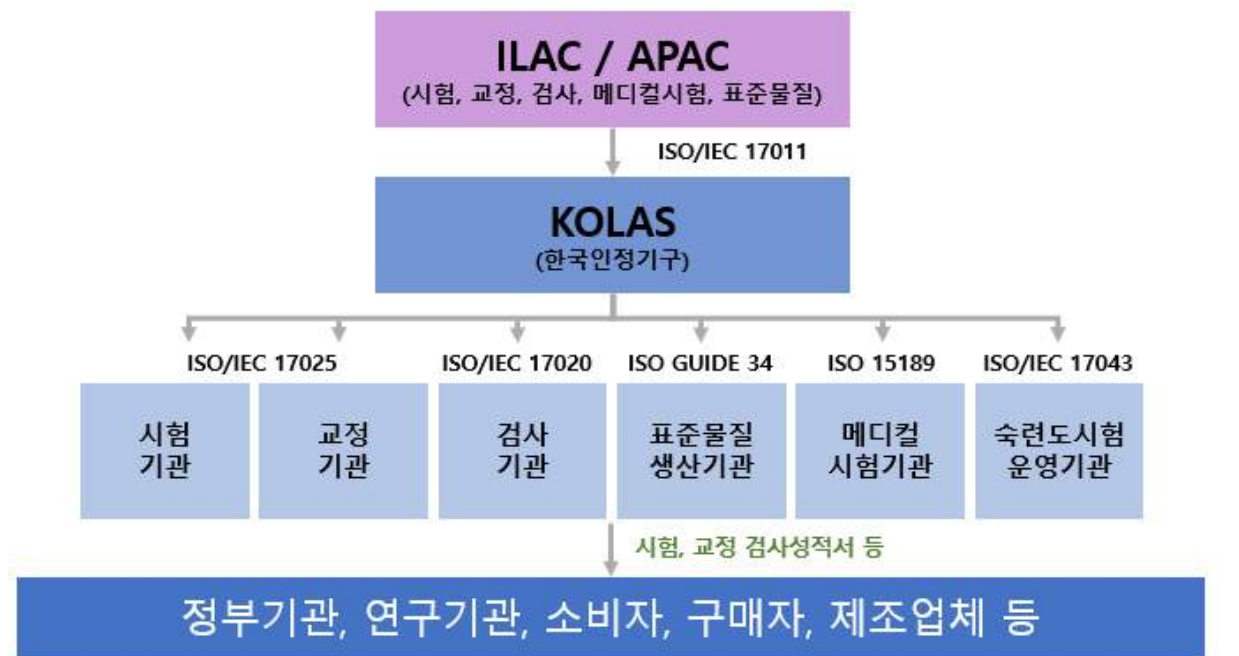 ILAC / APAC
(시험, 교정, 검사, 메디컬시험, 표준물질)
ISO/IEC 17011
KOLAS
(한국인정기구)
ISO/IEC 17025
ISO/IEC 17020
ISO GUIDE 34
ISO 15189
ISO/IEC 17043
시험
기관
교정
기관
검사
기관
표준물질
생산기관
메디컬
시험기관
숙련도시험
운영기관
시험, 교정 검사성적서 등
정부기관, 연구기관, 소비자, 구매자, 제조업체 등